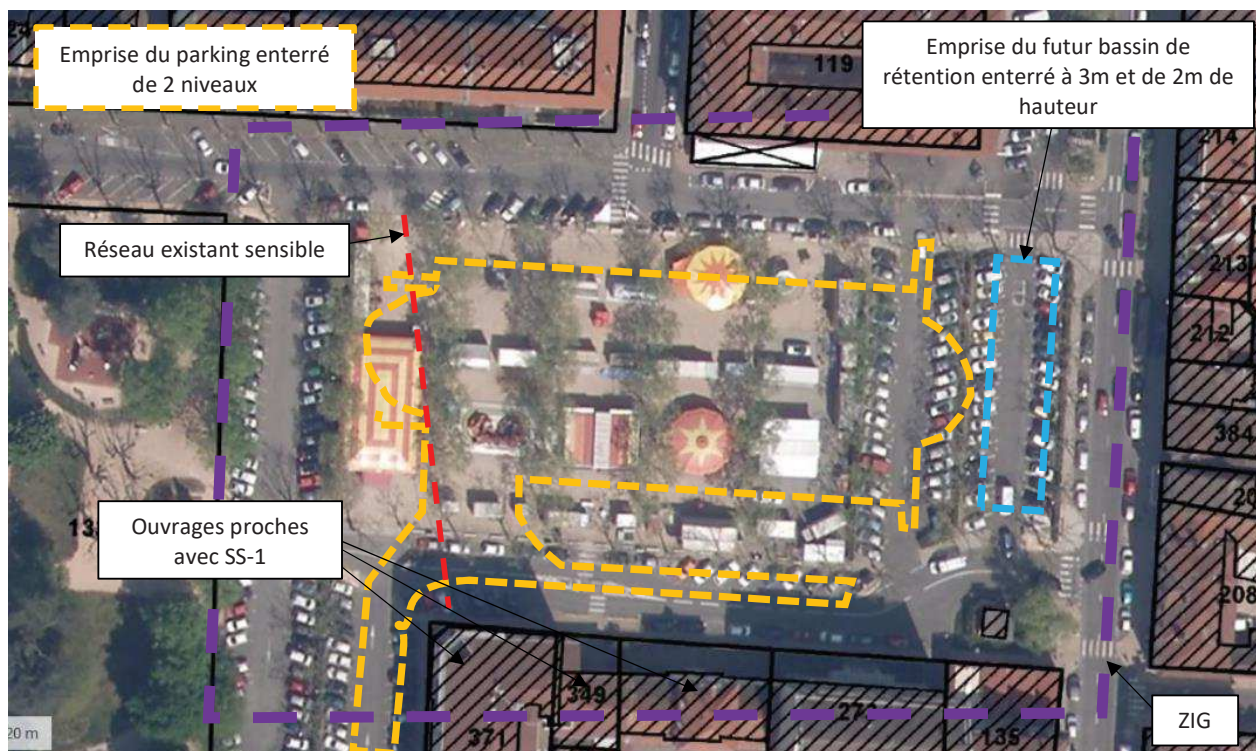 Emprise du parking enterré
de 2 niveaux
Emprise du futur bassin de
rétention enterré à 3m et de 2m de
hauteur
119
214
Réseau existant sensible
213
212
384
Ouvrages proches
avec SS-1
208
349
371
135
ZIG
20 m